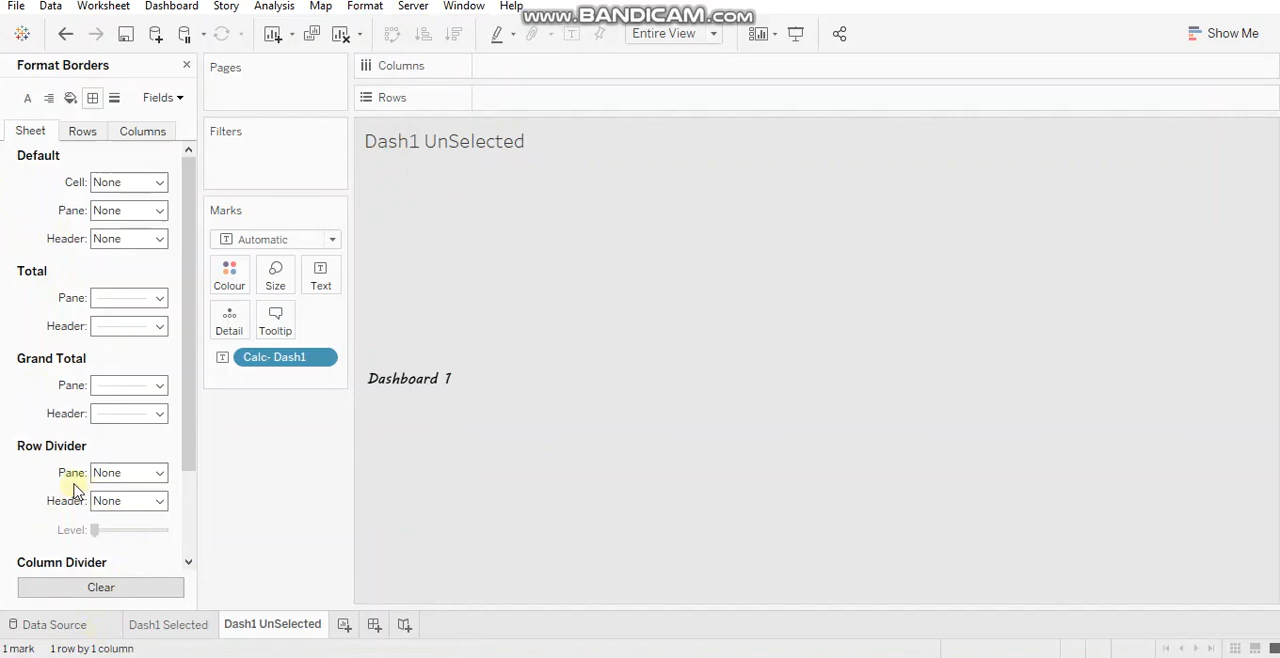 File Data Worksheet Dashboard Story Analysis Map Format Server Window Help
www.BANDICAM.com
Entire View
Show Me
Format Borders
Fields
Sheet Rows Columns
Default
Cell: None
Pane: None
Header: None
Total
Pane:
Header:
Grand Total
Pane:
Header:
Row Divider
Pane: None
Header: None
Level:
Column Divider
Clear
Pages
Filters
Marks
Automatic
Colour Size Text
Detail Tooltip
Calc- Dash1
Columns
Rows
Dash1 UnSelected
Dashboard 1
Data Source Dash1 Selected Dash1 UnSelected
1 mark 1 row by 1 column